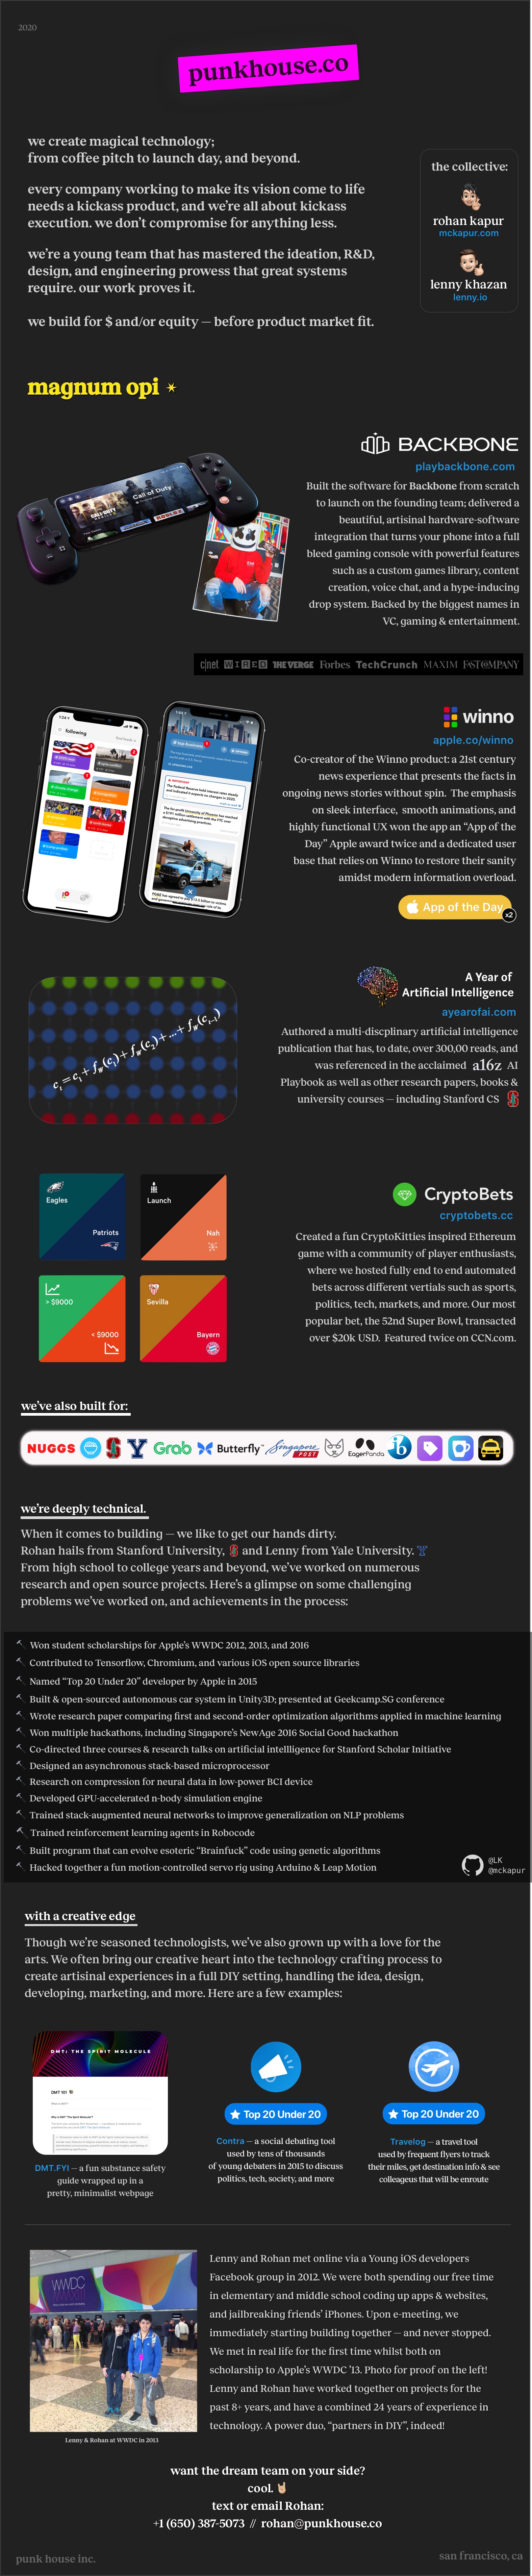 2020
punkhouse.co
we create magical technology;
from coffee pitch to launch day, and beyond.
every company working to make its vision come to life
needs a kickass product, and we're all about kickass
execution. we don't compromise for anything less.
we're a young team that has mastered the ideation, R&D,
design, and engineering prowess that great systems
require. our work proves it.
we build for $ and/or equity — before product market fit.
the collective:
rohan kapur
mckapur.com
lenny khazan
lenny.io
magnum opi
BACKBONE
playbackbone.com
Built the software for Backbone from scratch
to launch on the founding team; delivered a
beautiful, artisinal hardware-software
integration that turns your phone into a full
bleed gaming console with powerful features
such as a custom games library, content
creation, voice chat, and a hype-inducing
drop system. Backed by the biggest names in
VC, gaming & entertainment.
Call of Duty
c|net WIRED THE VERGE Forbes TechCrunch MAXIM FAST COMPANY
winno
apple.co/winno
Co-creator of the Winno product: a 21st century
news experience that presents the facts in
ongoing news stories without spin. The emphasis
on sleek interface, smooth animations, and
highly functional UX won the app an "App of the
Day" Apple award twice and a dedicated user
base that relies on Winno to restore their sanity
amidst modern information overload.
App of the Day
x2
following
A Year of
Artificial Intelligence
ayearofai.com
Authored a multi-discplinary artificial intelligence
publication that has, to date, over 300,00 reads, and
was referenced in the acclaimed a16z AI
Playbook as well as other research papers, books &
university courses — including Stanford CS
Eagles
Patriots
Launch
Nah
> $9000
< $9000
Sevilla
Bayern
CryptoBets
cryptobets.cc
Created a fun CryptoKitties inspired Ethereum
game with a community of player enthusiasts,
where we hosted fully end to end automated
bets across different vertials such as sports,
politics, tech, markets, and more. Our most
popular bet, the 52nd Super Bowl, transacted
over $20k USD. Featured twice on CCN.com.
we've also built for:
NUGGS Grab Butterfly Singapore POST EagerPanda ib
we're deeply technical.
When it comes to building — we like to get our hands dirty.
Rohan hails from Stanford University, and Lenny from Yale University.
From high school to college years and beyond, we've worked on numerous
research and open source projects. Here's a glimpse on some challenging
problems we've worked on, and achievements in the process:
Won student scholarships for Apple's WWDC 2012, 2013, and 2016
Contributed to Tensorflow, Chromium, and various iOS open source libraries
Named "Top 20 Under 20" developer by Apple in 2015
Built & open-sourced autonomous car system in Unity3D; presented at Geekcamp.SG conference
Wrote research paper comparing first and second-order optimization algorithms applied in machine learning
Won multiple hackathons, including Singapore's NewAge 2016 Social Good hackathon
Co-directed three courses & research talks on artificial intellligence for Stanford Scholar Initiative
Designed an asynchronous stack-based microprocessor
Research on compression for neural data in low-power BCI device
Developed GPU-accelerated n-body simulation engine
Trained stack-augmented neural networks to improve generalization on NLP problems
Trained reinforcement learning agents in Robocode
Built program that can evolve esoteric "Brainfuck" code using genetic algorithms
Hacked together a fun motion-controlled servo rig using Arduino & Leap Motion
@LK
@mckapur
with a creative edge
Though we're seasoned technologists, we've also grown up with a love for the
arts. We often bring our creative heart into the technology crafting process to
create artisinal experiences in a full DIY setting, handling the idea, design,
developing, marketing, and more. Here are a few examples:
DMT: THE SPIRIT MOLECULE
DMT 101
DMT.FYI — a fun substance safety
guide wrapped up in a
pretty, minimalist webpage
Top 20 Under 20
Contra — a social debating tool
used by tens of thousands
of young debaters in 2015 to discuss
politics, tech, society, and more
Top 20 Under 20
Travelog — a travel tool
used by frequent flyers to track
their miles, get destination info & see
colleageus that will be enroute
WWDC
Lenny & Rohan at WWDC in 2013
Lenny and Rohan met online via a Young iOS developers
Facebook group in 2012. We were both spending our free time
in elementary and middle school coding up apps & websites,
and jailbreaking friends' iPhones. Upon e-meeting, we
immediately starting building together — and never stopped.
We met in real life for the first time whilst both on
scholarship to Apple's WWDC '13. Photo for proof on the left!
Lenny and Rohan have worked together on projects for the
past 8+ years, and have a combined 24 years of experience in
technology. A power duo, "partners in DIY", indeed!
want the dream team on your side?
cool.
text or email Rohan:
+1 (650) 387-5073 // rohan@punkhouse.co
punk house inc.
san francisco, ca